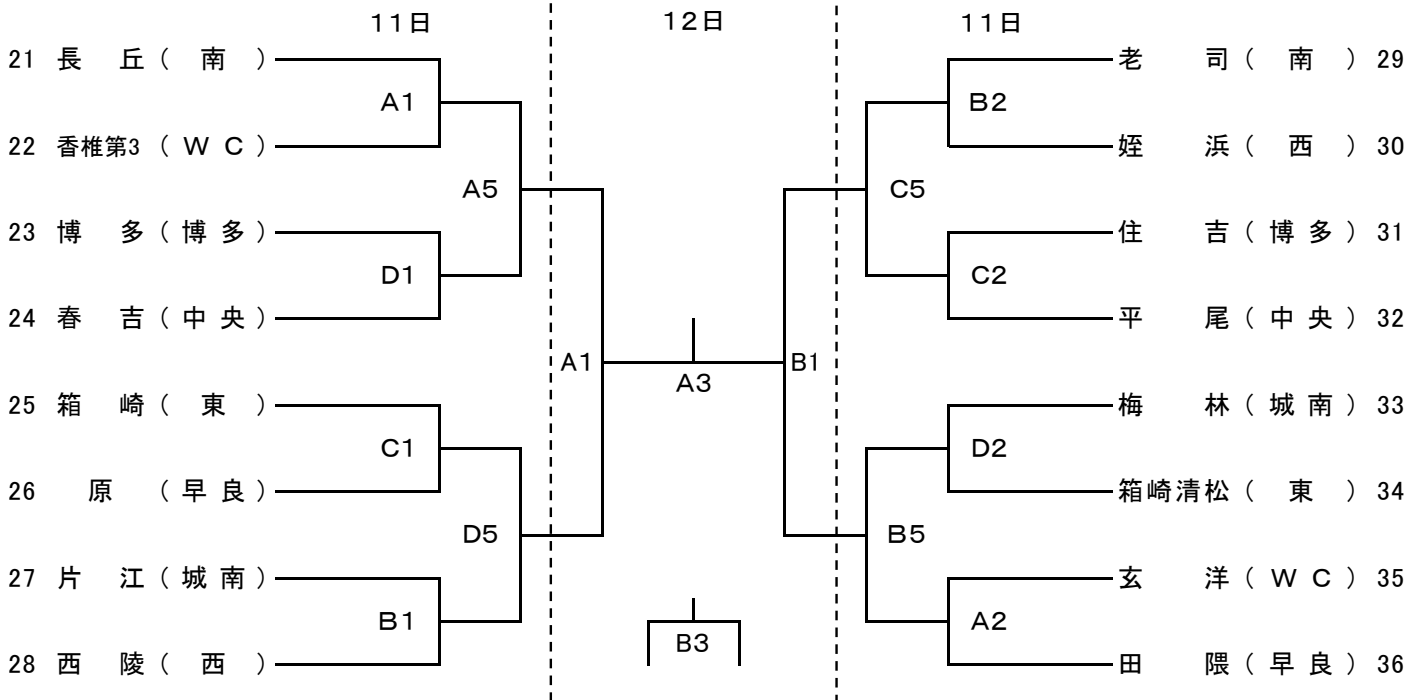 11日 12日 11日
21 長 丘 ( 南 ) 老 司 ( 南 ) 29
A1 B2
22 香椎第3 ( W C ) 姪 浜 ( 西 ) 30
A5 C5
23 博 多 ( 博 多 ) 住 吉 ( 博 多 ) 31
D1 C2
24 春 吉 ( 中 央 ) 平 尾 ( 中 央 ) 32
A1 B1
A3
25 箱 崎 ( 東 ) 梅 林 ( 城 南 ) 33
C1 D2
26 原 ( 早 良 ) 箱崎清松 ( 東 ) 34
D5 B5
27 片 江 ( 城 南 ) 玄 洋 ( W C ) 35
B1 A2
B3
28 西 陵 ( 西 ) 田 隈 ( 早 良 ) 36